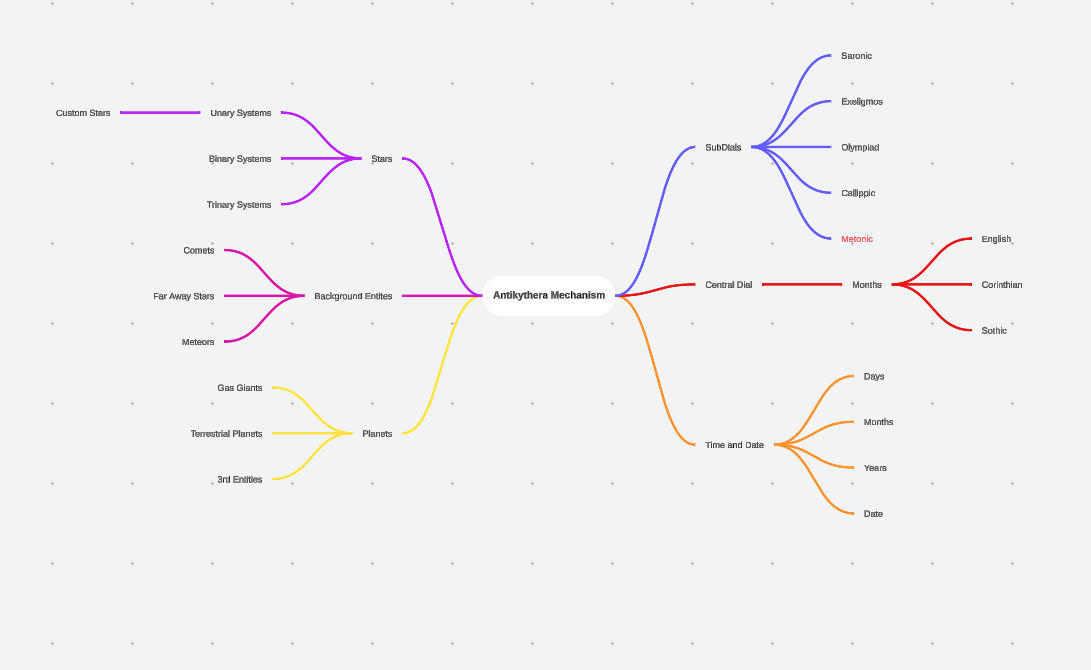 Antikythera Mechanism
Stars
Unary Systems
Custom Stars
Binary Systems
Trinary Systems
Background Entites
Comets
Far Away Stars
Meteors
Planets
Gas Giants
Terrestrial Planets
3rd Entities
SubDials
Saronic
Exeligmos
Olympiad
Callippic
Metonic
Central Dial
Months
English
Corinthian
Sothic
Time and Date
Days
Months
Years
Date